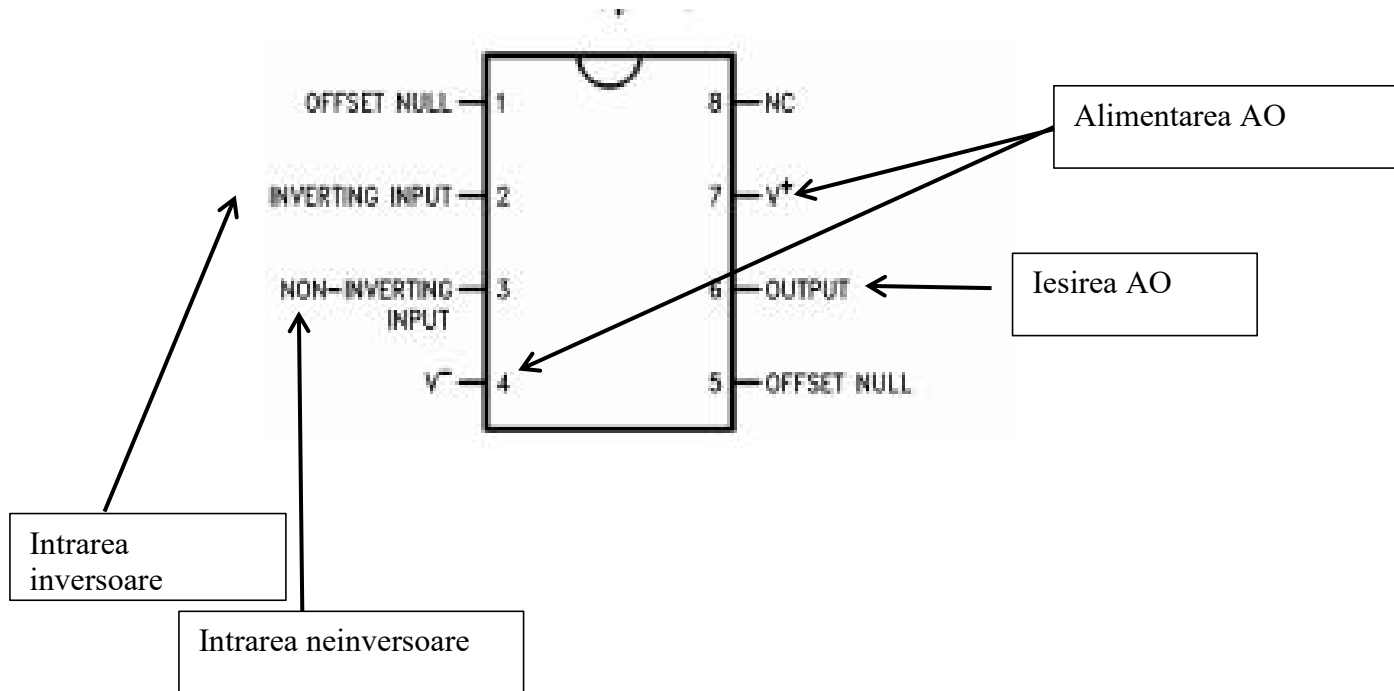 OFFSET NULL 1
8 NC
Alimentarea AO
INVERTING INPUT 2
7 V+
NON-INVERTING
INPUT
3
6 OUTPUT
Iesirea AO
V- 4
5 OFFSET NULL
Intrarea
inversoare
Intrarea neinversoare